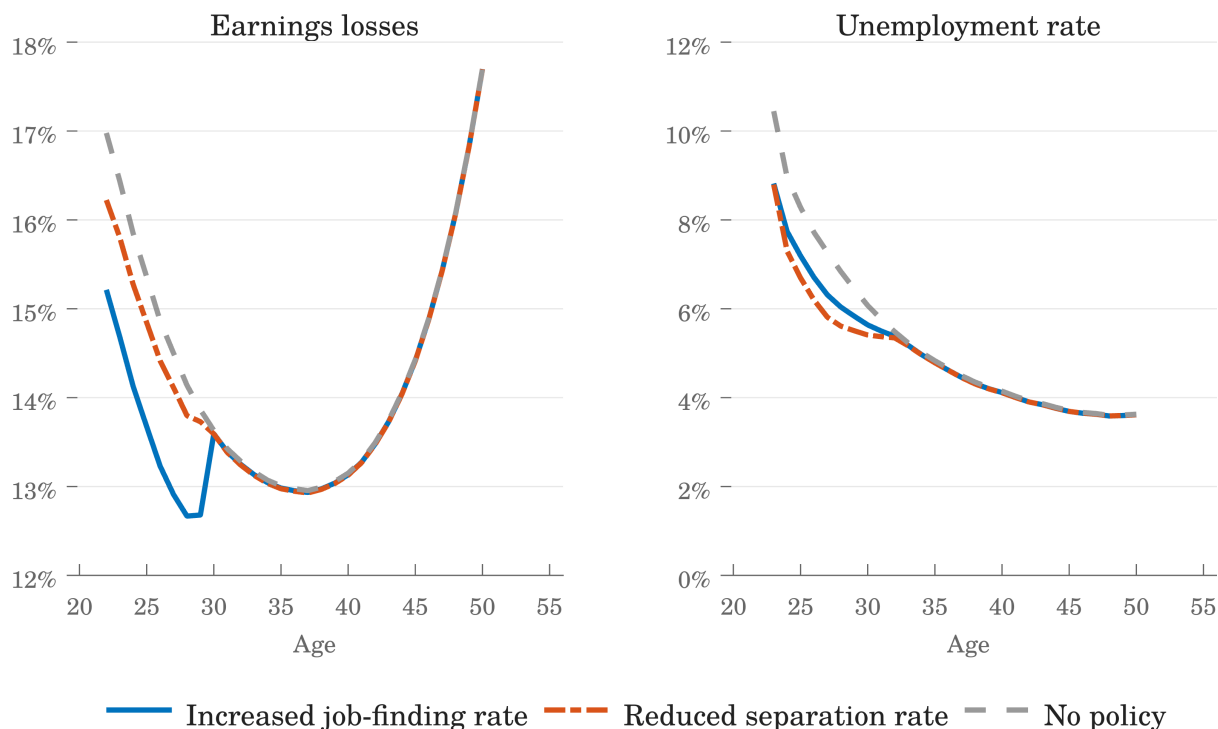 Earnings losses
18%
17%
16%
15%
14%
13%
12%
20 25 30 35 40 45 50 55
Age
Unemployment rate
12%
10%
8%
6%
4%
2%
0%
20 25 30 35 40 45 50 55
Age
Increased job-finding rate Reduced separation rate No policy